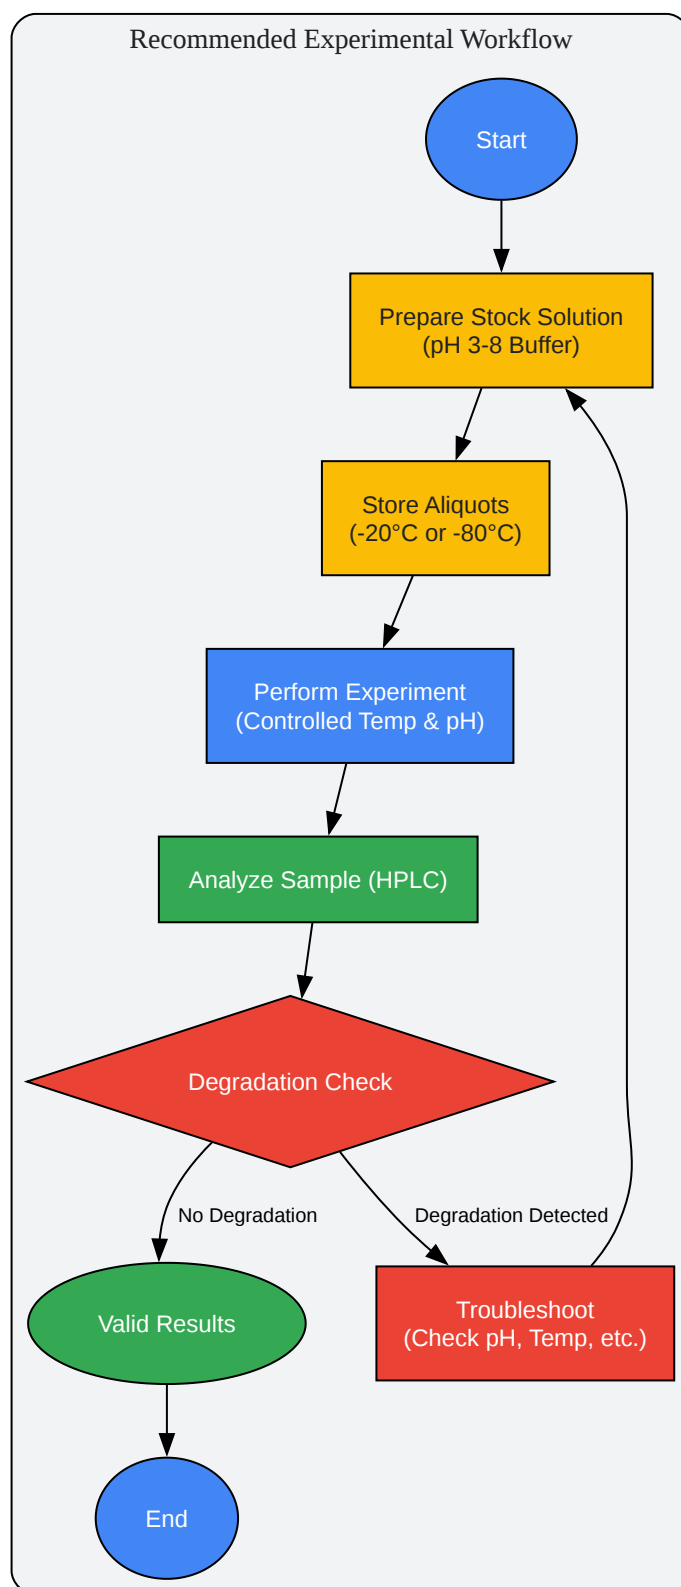 Recommended Experimental Workflow
Start
Prepare Stock Solution
(pH 3-8 Buffer)
Store Aliquots
(-20°C or -80°C)
Perform Experiment
(Controlled Temp & pH)
Analyze Sample (HPLC)
Degradation Check
No Degradation
Degradation Detected
Valid Results
Troubleshoot
(Check pH, Temp, etc.)
End